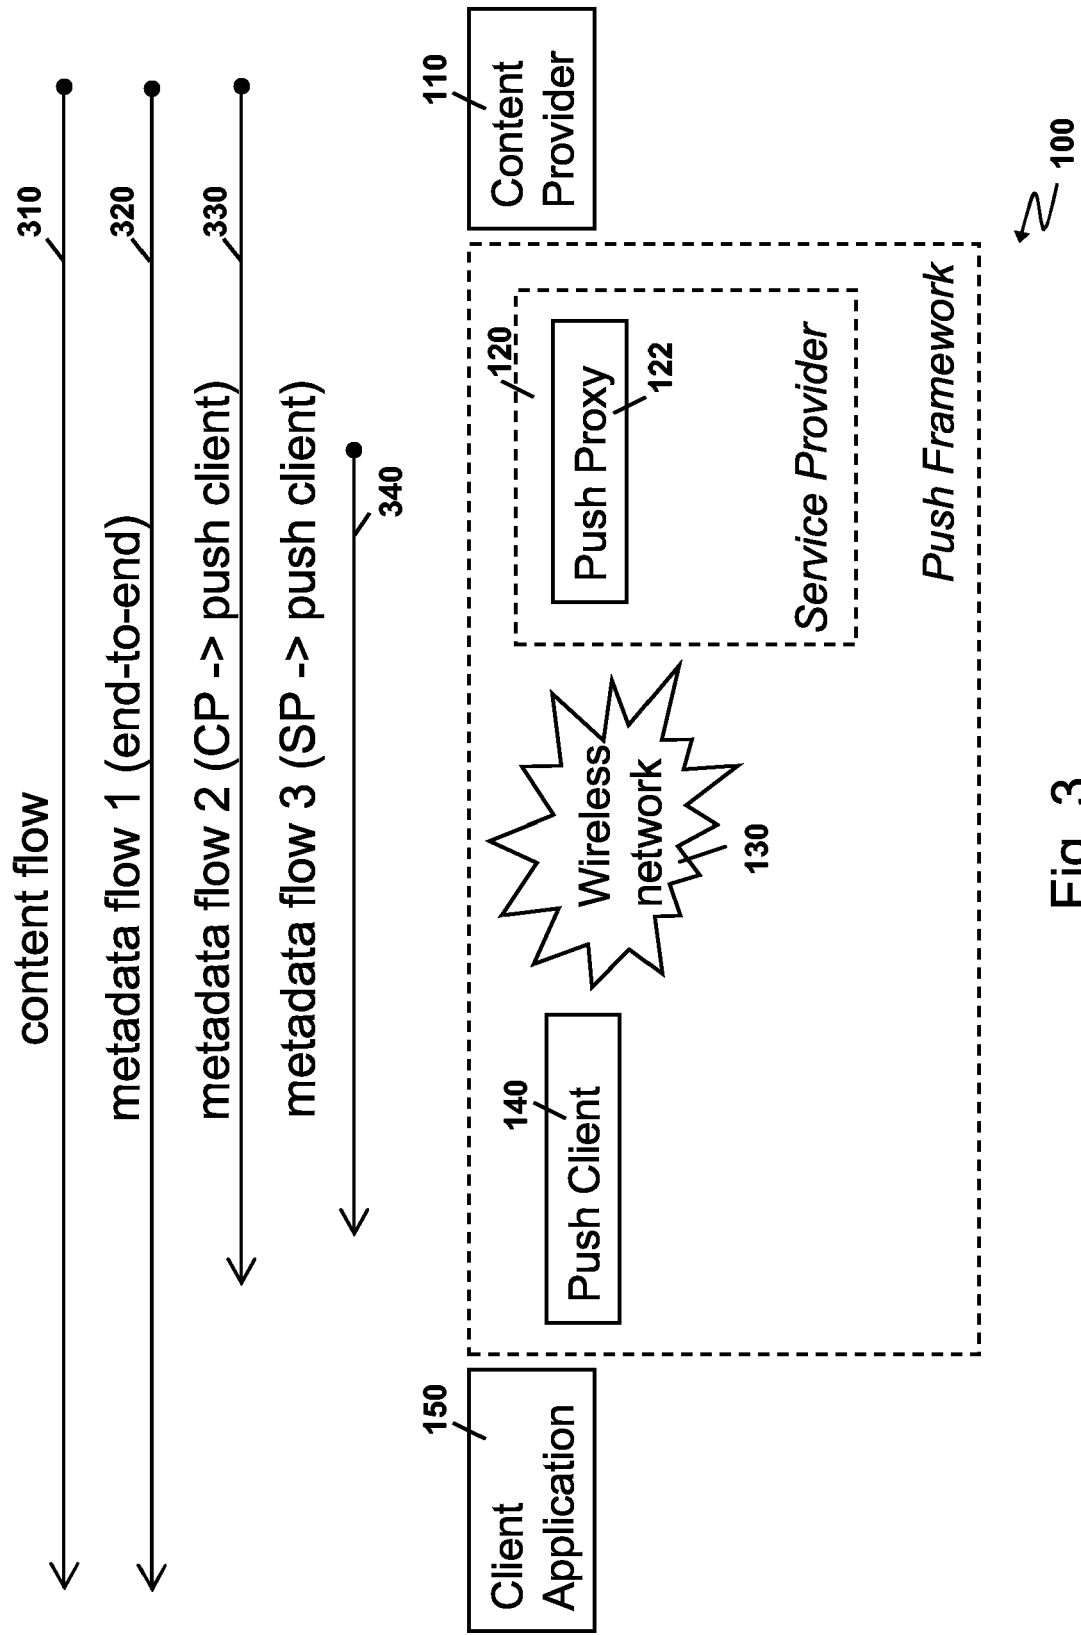 content flow
310
metadata flow 1 (end-to-end)
320
metadata flow 2 (CP -> push client)
330
metadata flow 3 (SP -> push client)
340
150
Client
Application
140
Push Client
Wireless
network
130
120
Push Proxy
122
Service Provider
Push Framework
110
Content
Provider
100
Fig. 3